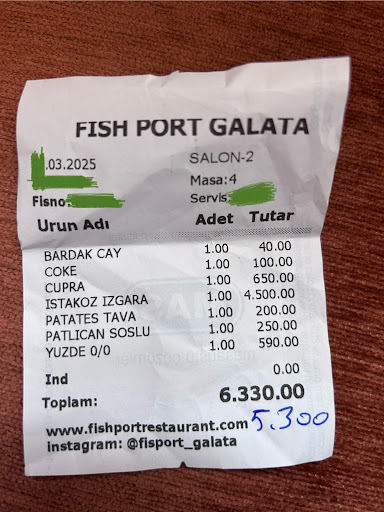 FISH PORT GALATA
.03.2025 SALON-2
Masa:4
Fisno: Servis:
Urun Adı Adet Tutar
BARDAK CAY 1.00 40.00
COKE 1.00 100.00
CUPRA 1.00 650.00
ISTAKOZ IZGARA 1.00 4.500.00
PATATES TAVA 1.00 200.00
PATLICAN SOSLU 1.00 250.00
YUZDE 0/0 1.00 590.00
Ind 0.00
Toplam: 6.330.00
www.fishportrestaurant.com 5.300
instagram: @fisport_galata